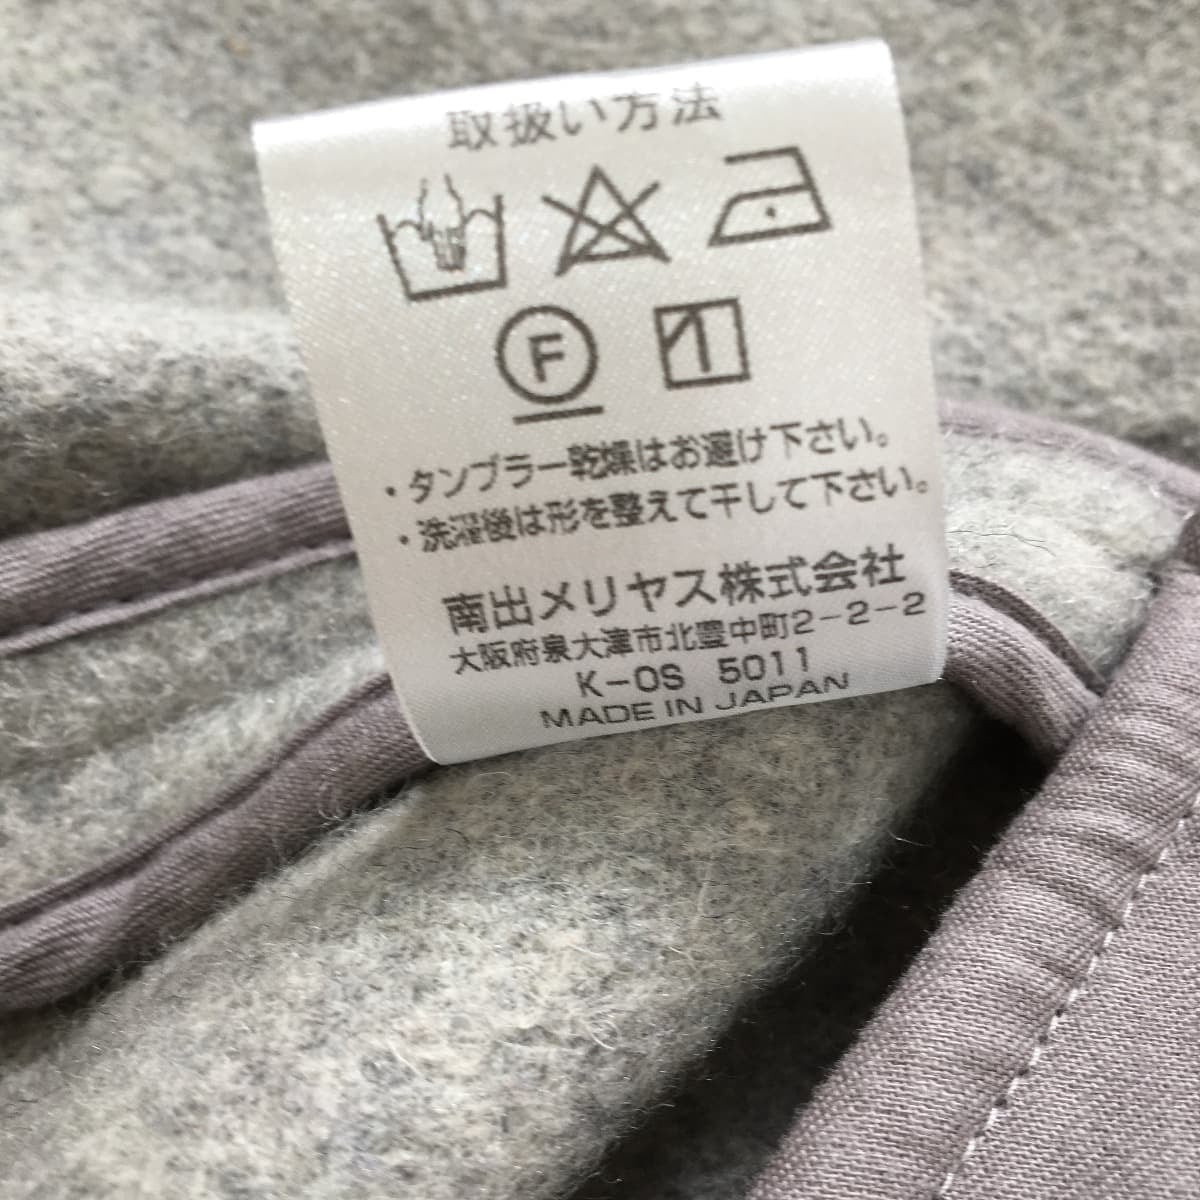 取扱い方法
F
・タンブラー乾燥はお避け下さい。
・洗濯後は形を整えて干して下さい。
南出メリヤス株式会社
大阪府泉大津市北豊中町2-2-2
K-OS 5011
MADE IN JAPAN